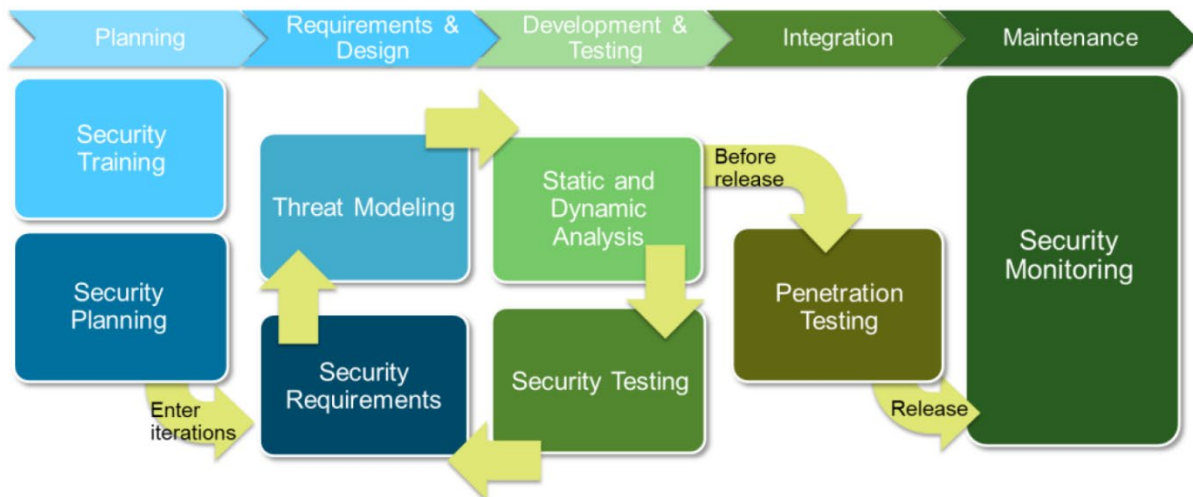 Planning
Requirements &
Design
Development &
Testing
Integration
Maintenance
Security
Training
Security
Planning
Enter
iterations
Threat Modeling
Security
Requirements
Static and
Dynamic
Analysis
Security Testing
Before
release
Penetration
Testing
Release
Security
Monitoring